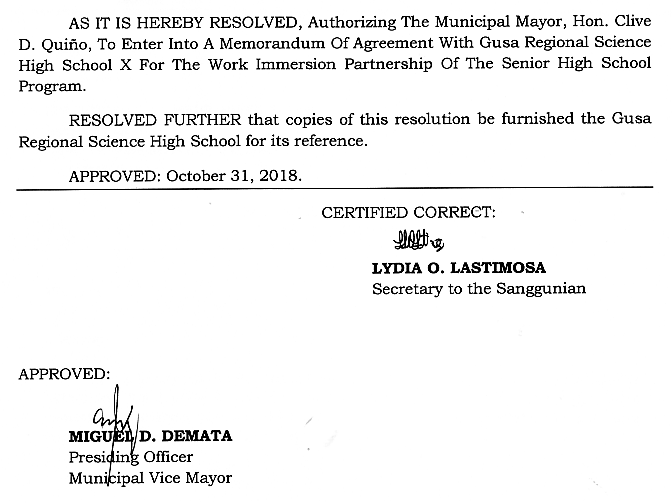 AS IT IS HEREBY RESOLVED, Authorizing The Municipal Mayor, Hon. Clive
D. Quiño, To Enter Into A Memorandum Of Agreement With Gusa Regional Science
High School X For The Work Immersion Partnership Of The Senior High School
Program.
RESOLVED FURTHER that copies of this resolution be furnished the Gusa
Regional Science High School for its reference.
APPROVED: October 31, 2018.
CERTIFIED CORRECT:
LYDIA O. LASTIMOSA
Secretary to the Sanggunian
APPROVED:
MIGUEL D. DEMATA
Presiding Officer
Municipal Vice Mayor